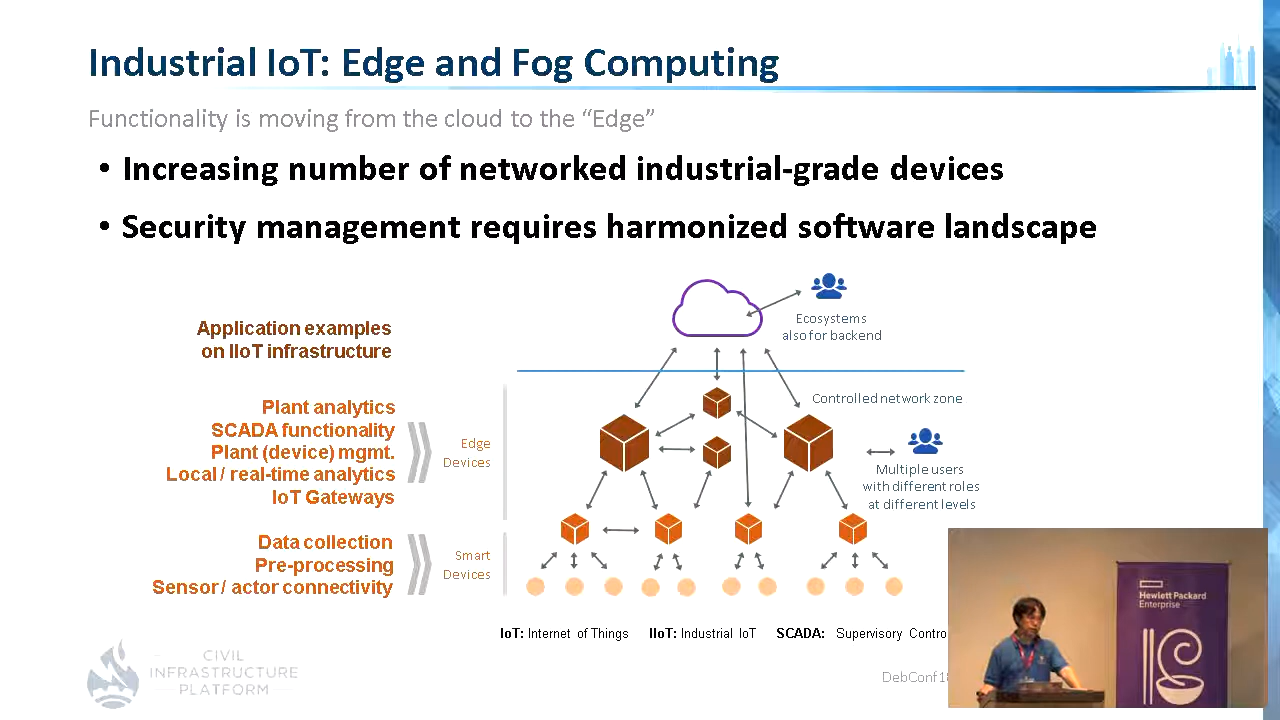 Industrial IoT: Edge and Fog Computing
Functionality is moving from the cloud to the “Edge”
• Increasing number of networked industrial-grade devices
• Security management requires harmonized software landscape
Application examples
on IIoT infrastructure
Ecosystems
also for backend
Controlled network zone
Plant analytics
SCADA functionality
Plant (device) mgmt.
Local / real-time analytics
IoT Gateways
Edge
Devices
Multiple users
with different roles
at different levels
Data collection
Pre-processing
Sensor / actor connectivity
Smart
Devices
IoT: Internet of Things IIoT: Industrial IoT SCADA: Supervisory Contro
CIVIL
INFRASTRUCTURE
PLATFORM
DebConf18
Hewlett Packard
Enterprise